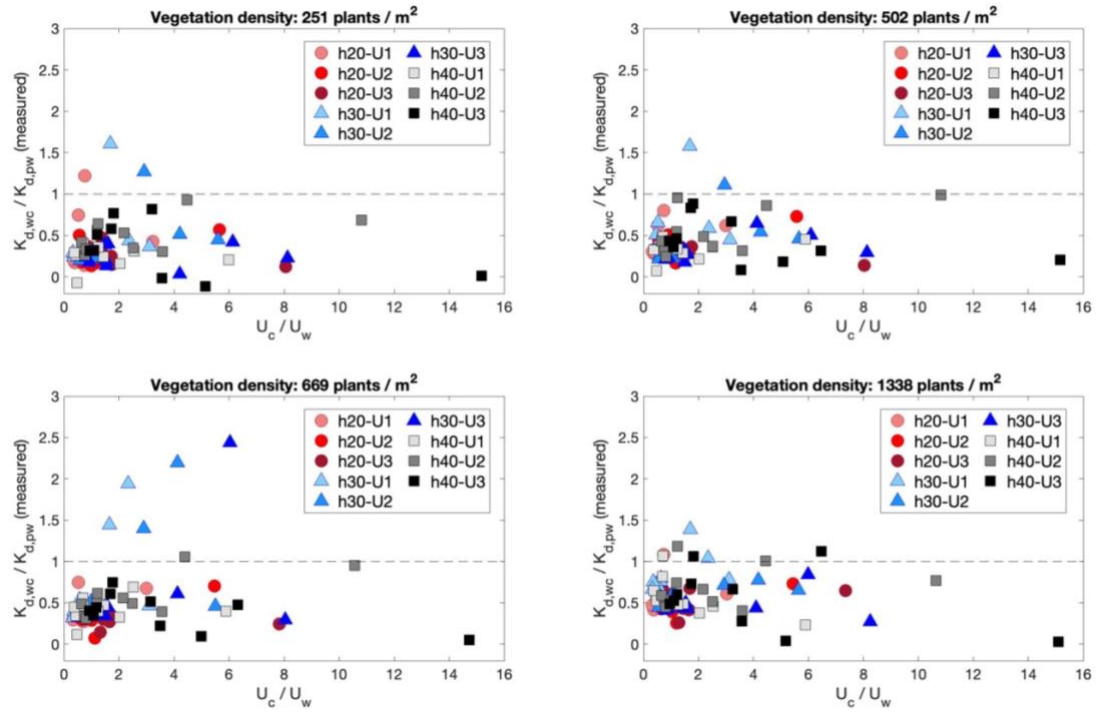 Vegetation density: 251 plants / m²
3
2.5
2
1.5
1
0.5
0
K_d,wc / K_d,pw (measured)
0 2 4 6 8 10 12 14 16
U_c / U_w
h20-U1 h30-U3
h20-U2 h40-U1
h20-U3 h40-U2
h30-U1 h40-U3
h30-U2
Vegetation density: 502 plants / m²
3
2.5
2
1.5
1
0.5
0
K_d,wc / K_d,pw (measured)
0 2 4 6 8 10 12 14 16
U_c / U_w
h20-U1 h30-U3
h20-U2 h40-U1
h20-U3 h40-U2
h30-U1 h40-U3
h30-U2
Vegetation density: 669 plants / m²
3
2.5
2
1.5
1
0.5
0
K_d,wc / K_d,pw (measured)
0 2 4 6 8 10 12 14 16
U_c / U_w
h20-U1 h30-U3
h20-U2 h40-U1
h20-U3 h40-U2
h30-U1 h40-U3
h30-U2
Vegetation density: 1338 plants / m²
3
2.5
2
1.5
1
0.5
0
K_d,wc / K_d,pw (measured)
0 2 4 6 8 10 12 14 16
U_c / U_w
h20-U1 h30-U3
h20-U2 h40-U1
h20-U3 h40-U2
h30-U1 h40-U3
h30-U2